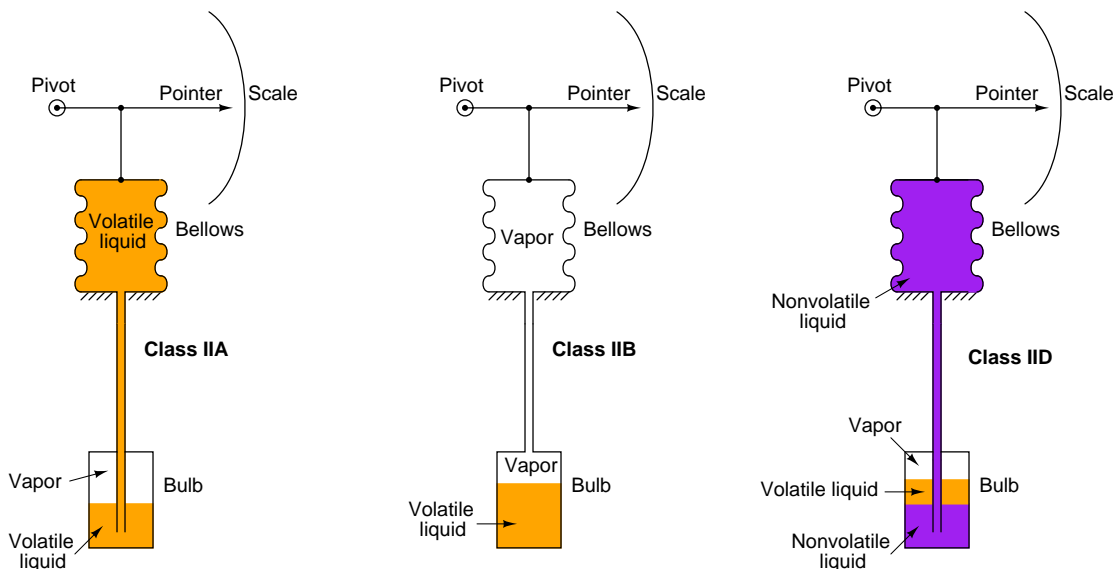 Pivot
Pointer
Scale
Volatile
liquid
Bellows
Class IIA
Vapor
Bulb
Volatile
liquid
Pivot
Pointer
Scale
Vapor
Bellows
Class IIB
Vapor
Bulb
Volatile
liquid
Pivot
Pointer
Scale
Bellows
Nonvolatile
liquid
Class IID
Vapor
Volatile liquid
Bulb
Nonvolatile
liquid